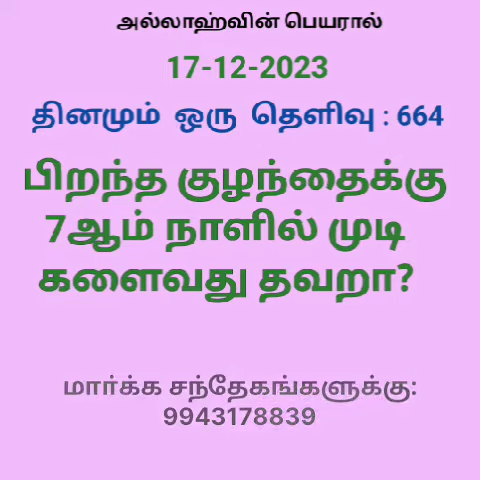 அல்லாஹ்வின் பெயரால்
17-12-2023
தினமும் ஒரு தெளிவு : 664
பிறந்த குழந்தைக்கு
7ஆம் நாளில் முடி
களைவது தவறா?
மார்க்க சந்தேகங்களுக்கு:
9943178839